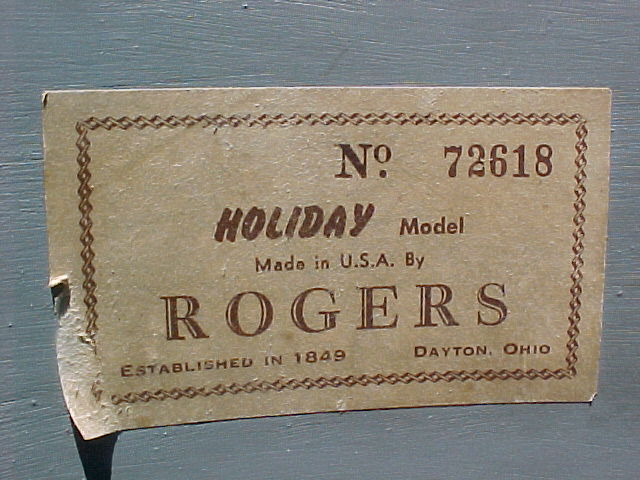 Nº. 72618
HOLIDAY Model
Made in U.S.A. By
ROGERS
ESTABLISHED IN 1849 DAYTON, OHIO